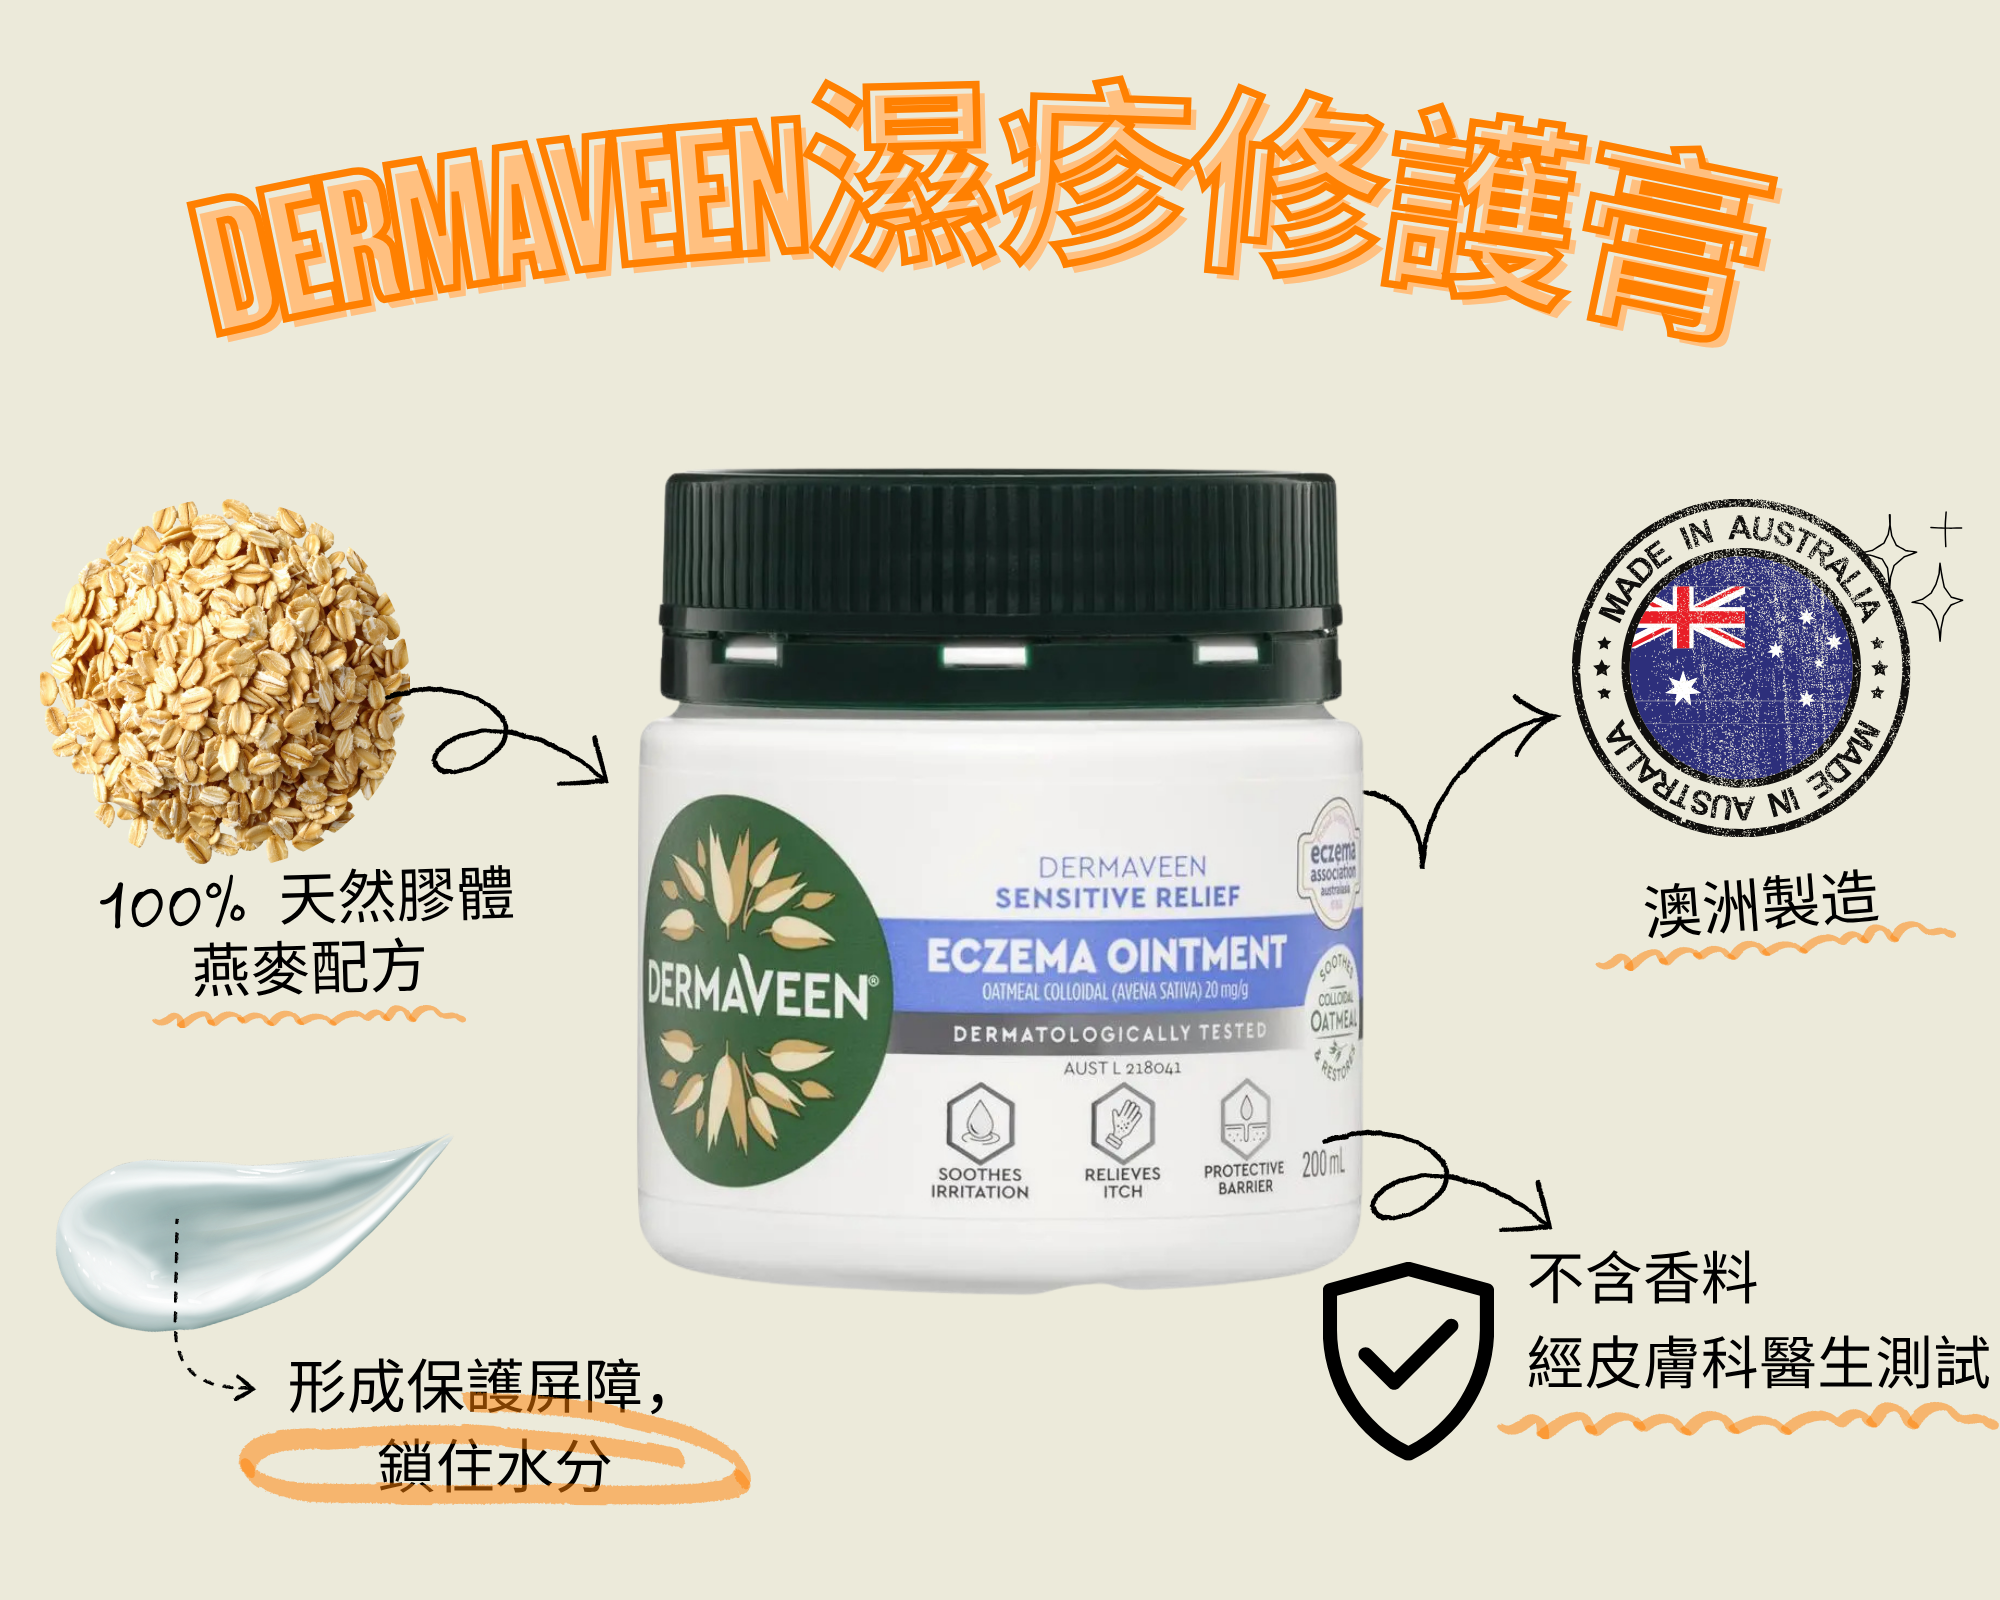 DERMAVEEN濕疹修護膏
100% 天然膠體
燕麥配方
MADE IN AUSTRALIA
MADE IN AUSTRALIA
澳洲製造
DERMAVEEN®
DERMAVEEN
SENSITIVE RELIEF
ECZEMA OINTMENT
OATMEAL COLLOIDAL (AVENA SATIVA) 20 mg/g
DERMATOLOGICALLY TESTED
AUST L 218041
eczema
association
australasia
SOOTHES
COLLOIDAL
OATMEAL
& RESTORES
SOOTHES
IRRITATION
RELIEVES
ITCH
PROTECTIVE
BARRIER
200 mL
形成保護屏障,
鎖住水分
不含香料
經皮膚科醫生測試